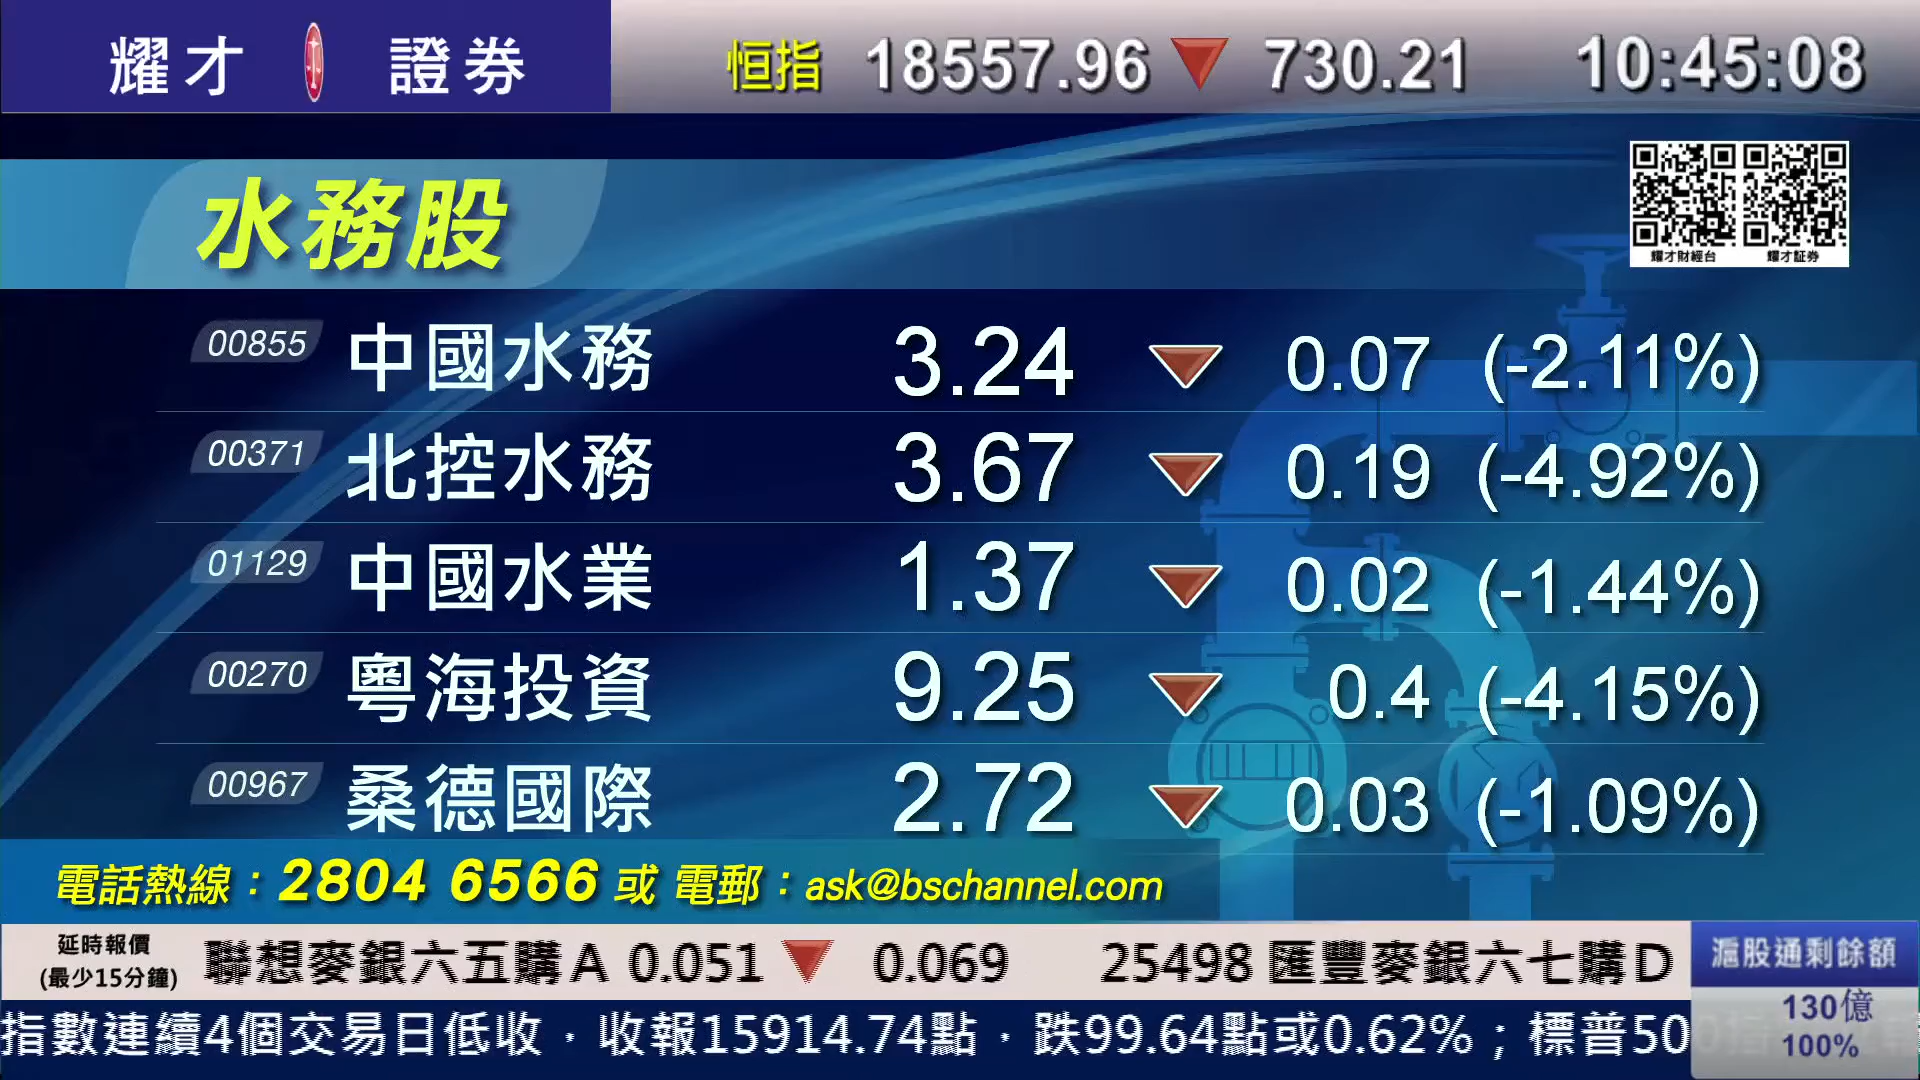 耀才 證券
恒指 18557.96 ▼ 730.21 10:45:08
水務股
耀才財經台 耀才証券
00855 中國水務 3.24 ▼ 0.07 (-2.11%)
00371 北控水務 3.67 ▼ 0.19 (-4.92%)
01129 中國水業 1.37 ▼ 0.02 (-1.44%)
00270 粵海投資 9.25 ▼ 0.4 (-4.15%)
00967 桑德國際 2.72 ▼ 0.03 (-1.09%)
電話熱線：2804 6566 或 電郵：ask@bschannel.com
延時報價
(最少15分鐘)
聯想麥銀六五購A 0.051 ▼ 0.069 25498 匯豐麥銀六七購D
滬股通剩餘額
130億
100%
指數連續4個交易日低收，收報15914.74點，跌99.64點或0.62%；標普500指